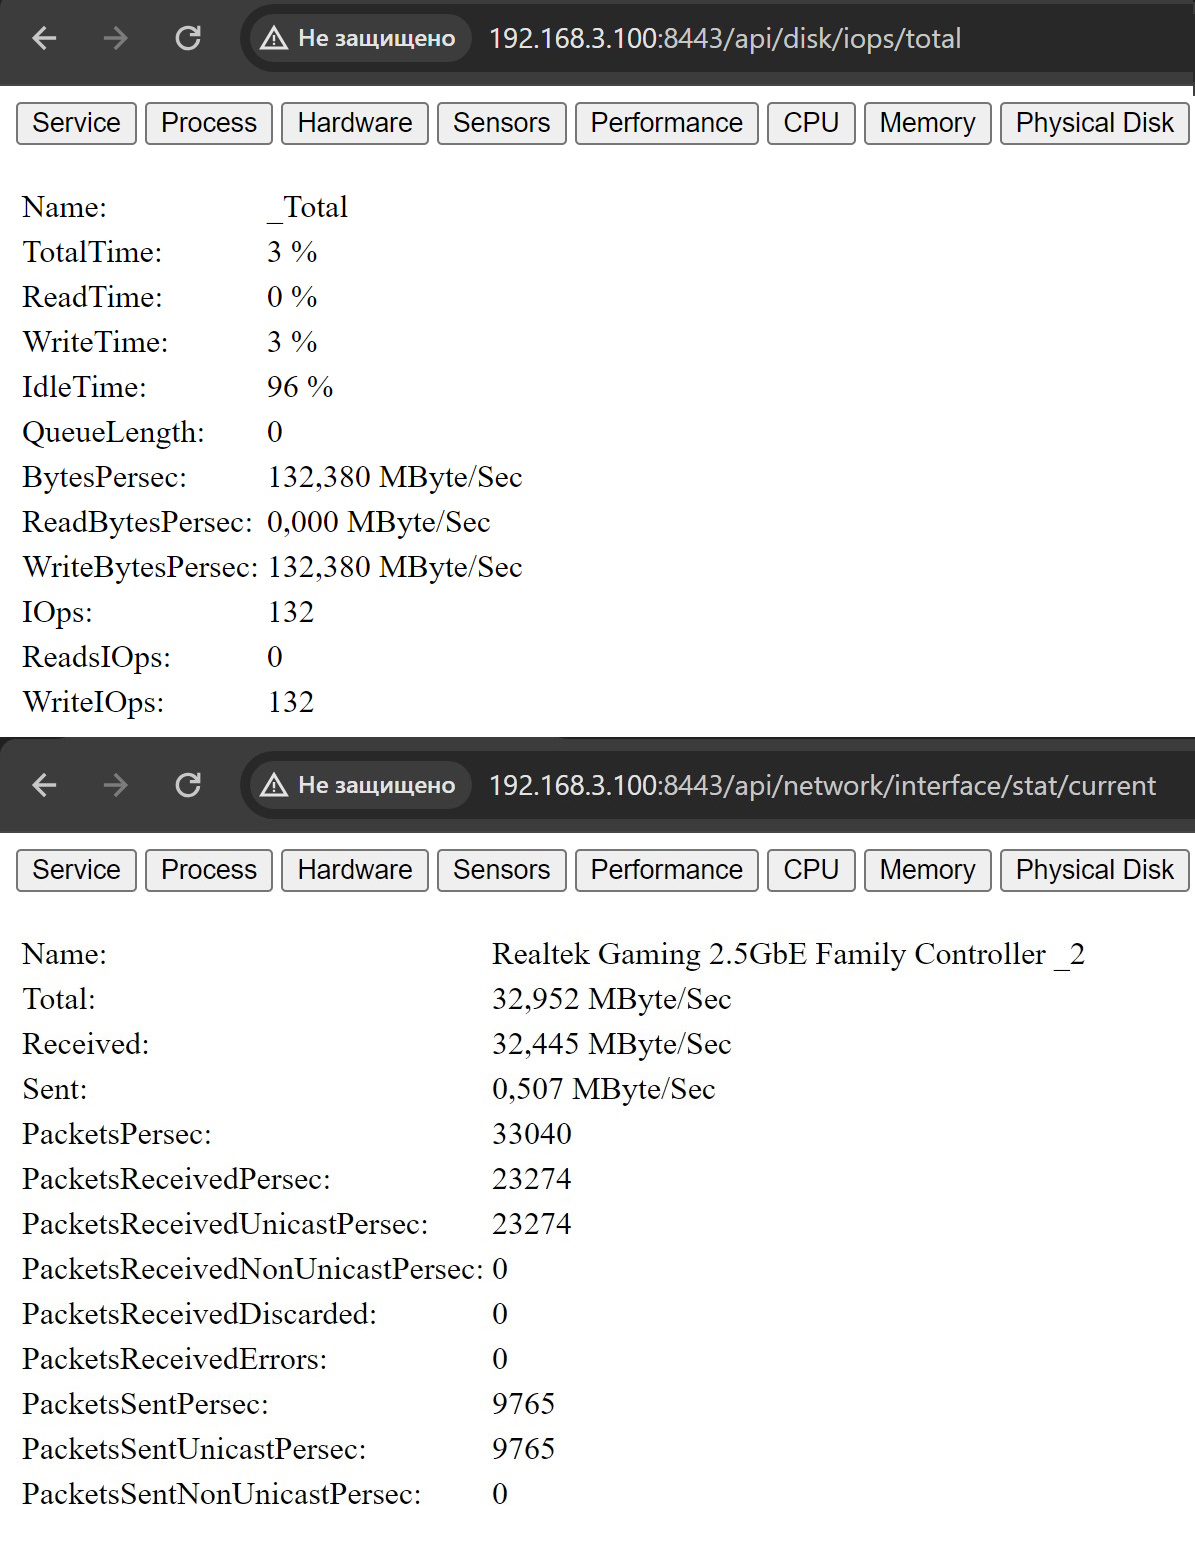 Не защищено 192.168.3.100:8443/api/disk/iops/total
Service Process Hardware Sensors Performance CPU Memory Physical Disk
Name: _Total
TotalTime: 3 %
ReadTime: 0 %
WriteTime: 3 %
IdleTime: 96 %
QueueLength: 0
BytesPersec: 132,380 MByte/Sec
ReadBytesPersec: 0,000 MByte/Sec
WriteBytesPersec: 132,380 MByte/Sec
IOps: 132
ReadsIOps: 0
WriteIOps: 132
Не защищено 192.168.3.100:8443/api/network/interface/stat/current
Service Process Hardware Sensors Performance CPU Memory Physical Disk
Name: Realtek Gaming 2.5GbE Family Controller _2
Total: 32,952 MByte/Sec
Received: 32,445 MByte/Sec
Sent: 0,507 MByte/Sec
PacketsPersec: 33040
PacketsReceivedPersec: 23274
PacketsReceivedUnicastPersec: 23274
PacketsReceivedNonUnicastPersec: 0
PacketsReceivedDiscarded: 0
PacketsReceivedErrors: 0
PacketsSentPersec: 9765
PacketsSentUnicastPersec: 9765
PacketsSentNonUnicastPersec: 0